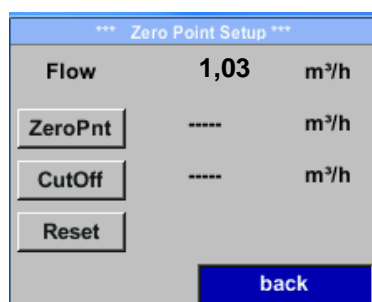 *** Zero Point Setup ***
Flow 1,03 m³/h
ZeroPnt ----- m³/h
CutOff ----- m³/h
Reset
back